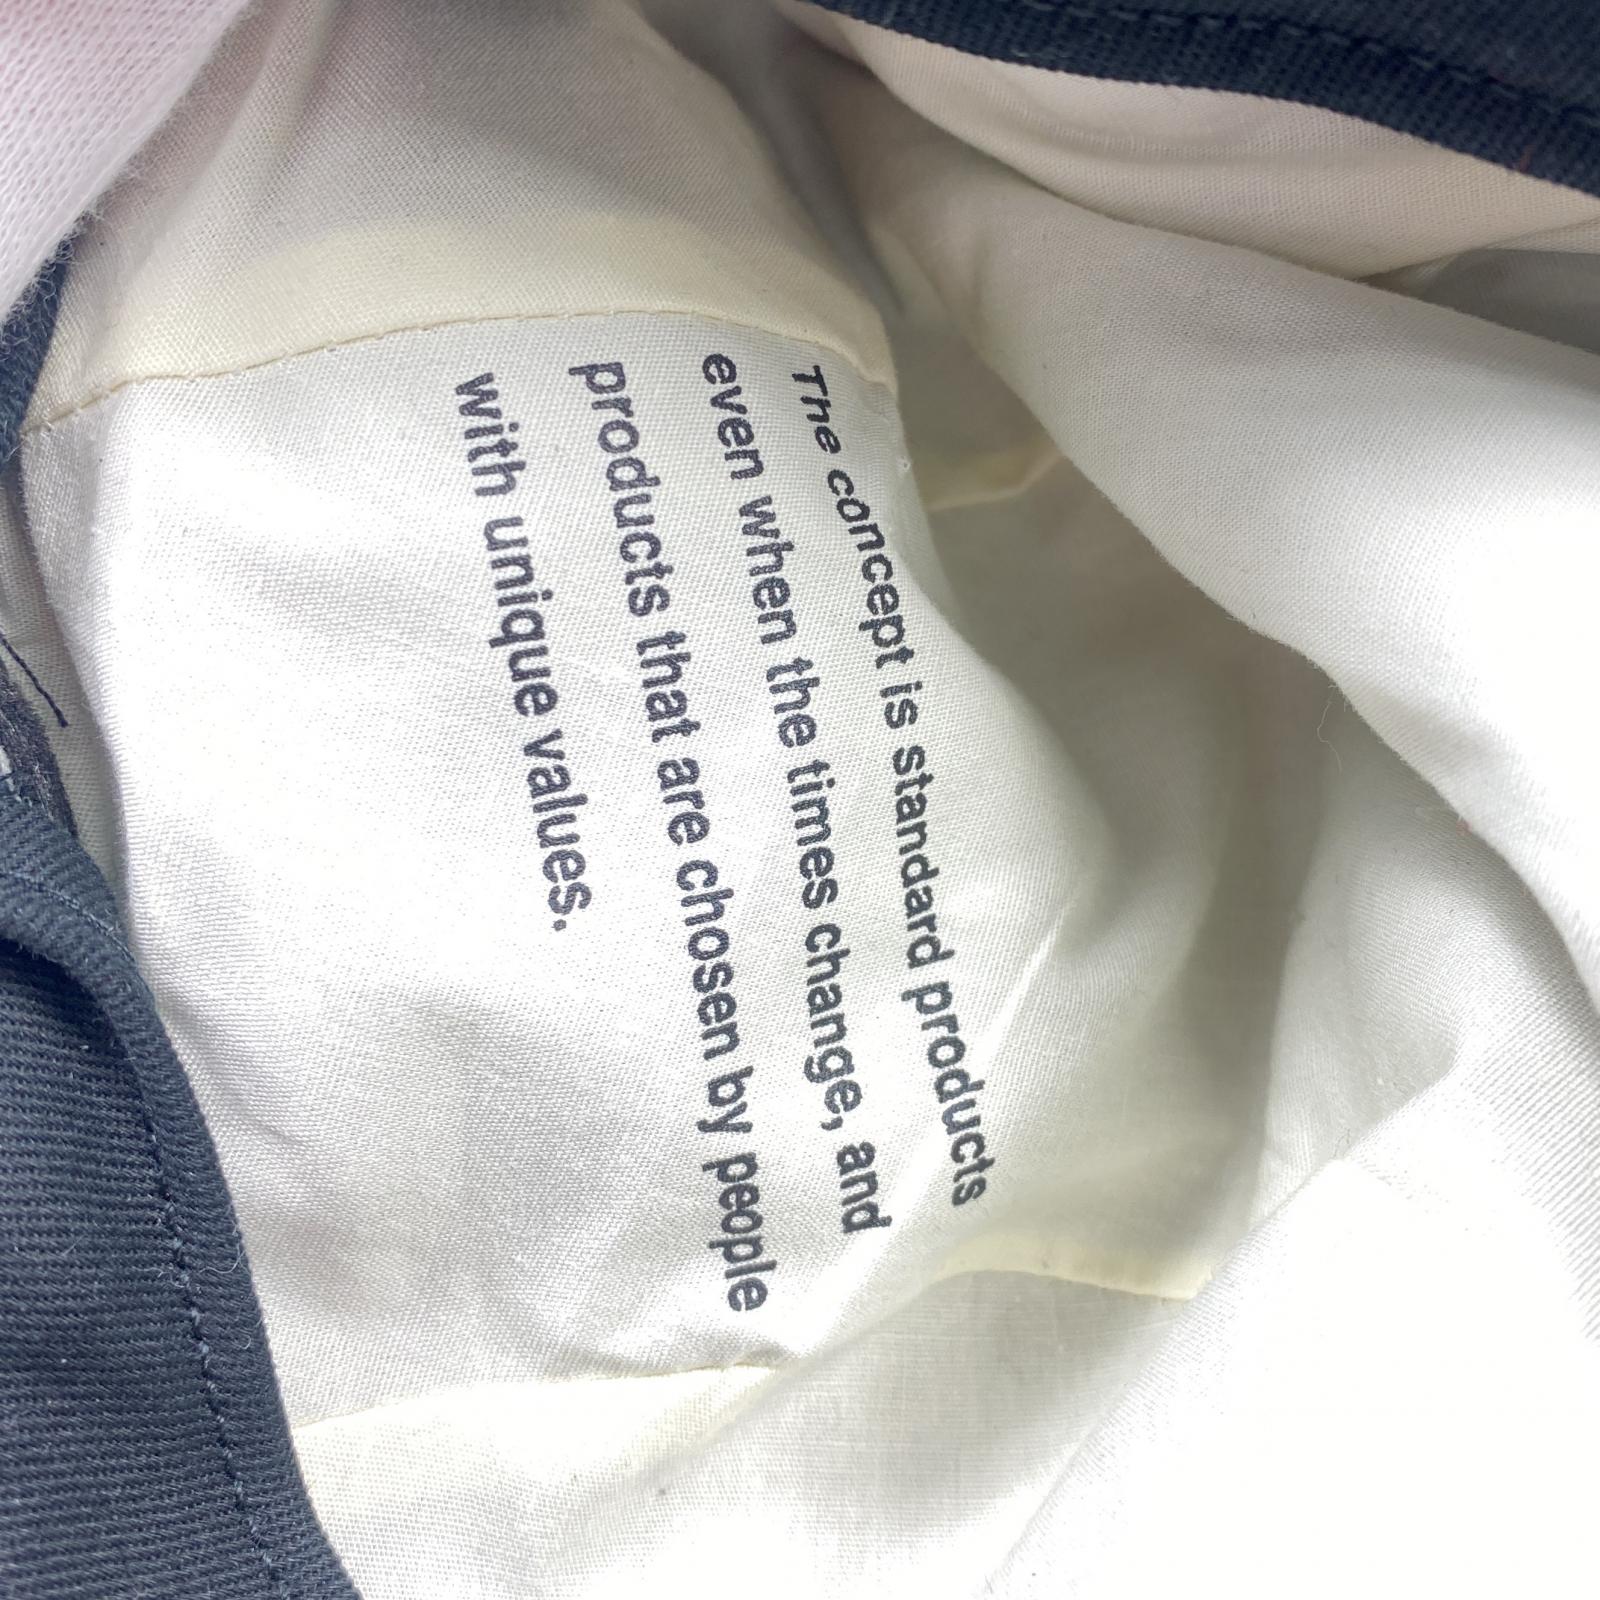 The concept is standard products
even when the times change, and
products that are chosen by people
with unique values.